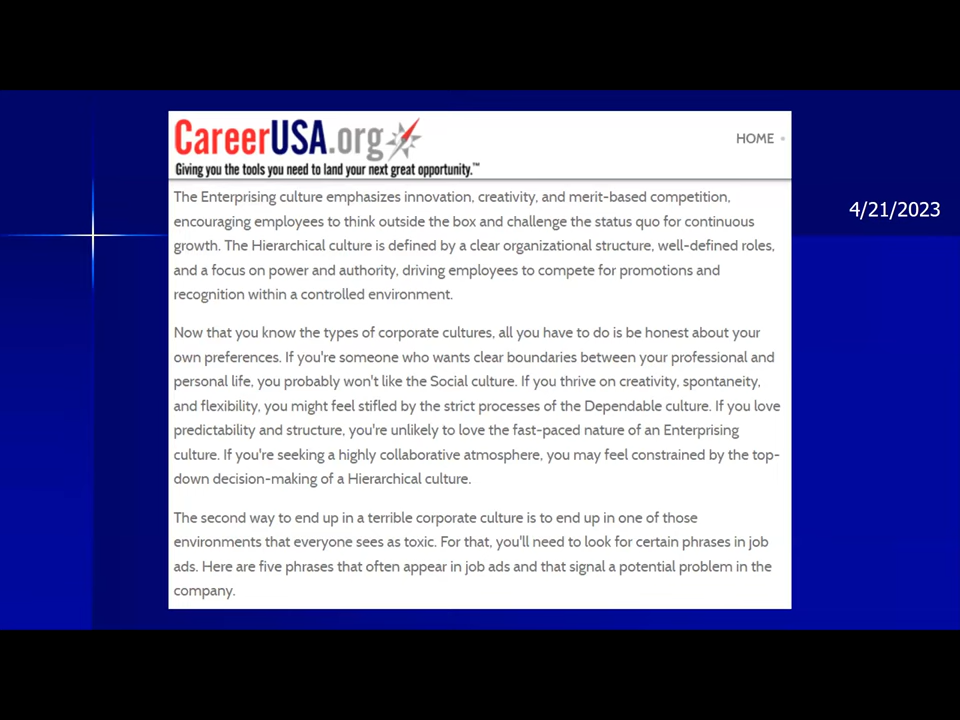 CareerUSA.org
Giving you the tools you need to land your next great opportunity.™
HOME
4/21/2023
The Enterprising culture emphasizes innovation, creativity, and merit-based competition,
encouraging employees to think outside the box and challenge the status quo for continuous
growth. The Hierarchical culture is defined by a clear organizational structure, well-defined roles,
and a focus on power and authority, driving employees to compete for promotions and
recognition within a controlled environment.
Now that you know the types of corporate cultures, all you have to do is be honest about your
own preferences. If you're someone who wants clear boundaries between your professional and
personal life, you probably won't like the Social culture. If you thrive on creativity, spontaneity,
and flexibility, you might feel stifled by the strict processes of the Dependable culture. If you love
predictability and structure, you're unlikely to love the fast-paced nature of an Enterprising
culture. If you're seeking a highly collaborative atmosphere, you may feel constrained by the top-
down decision-making of a Hierarchical culture.
The second way to end up in a terrible corporate culture is to end up in one of those
environments that everyone sees as toxic. For that, you'll need to look for certain phrases in job
ads. Here are five phrases that often appear in job ads and that signal a potential problem in the
company.